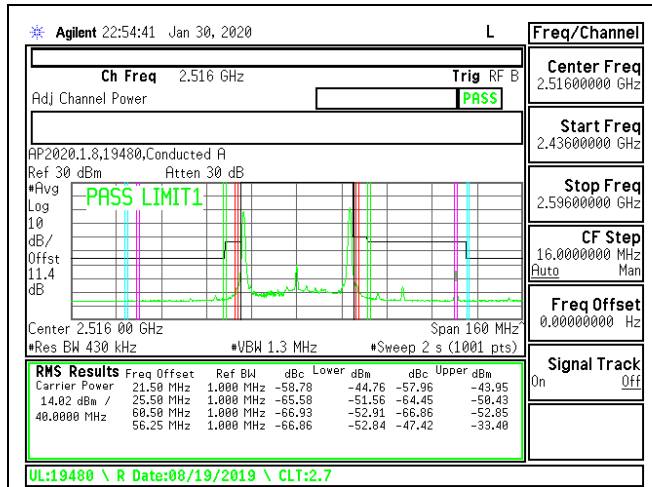 Agilent 22:54:41 Jan 30, 2020 L
Ch Freq 2.516 GHz Trig RF B
Adj Channel Power PASS
AP2020.1.8,19480,Conducted A
Ref 30 dBm Atten 30 dB
#Avg
Log
10
dB/
Offst
11.4
dB
PASS LIMIT1
Center 2.516 00 GHz Span 160 MHz^
#Res BW 430 kHz #VBW 1.3 MHz #Sweep 2 s (1001 pts)
RMS Results Freq Offset Ref BW dBc Lower dBm dBc Upper dBm
Carrier Power 21.50 MHz 1.000 MHz -58.78 -44.76 -57.96 -43.95
14.02 dBm / 25.50 MHz 1.000 MHz -65.58 -51.56 -64.45 -50.43
40.0000 MHz 60.50 MHz 1.000 MHz -66.93 -52.91 -66.86 -52.85
56.25 MHz 1.000 MHz -66.86 -52.84 -47.42 -33.40
UL:19480 \ R Date:08/19/2019 \ CLT:2.7
Freq/Channel
Center Freq
2.51600000 GHz
Start Freq
2.43600000 GHz
Stop Freq
2.59600000 GHz
CF Step
16.0000000 MHz
Auto Man
Freq Offset
0.00000000 Hz
Signal Track
On Off